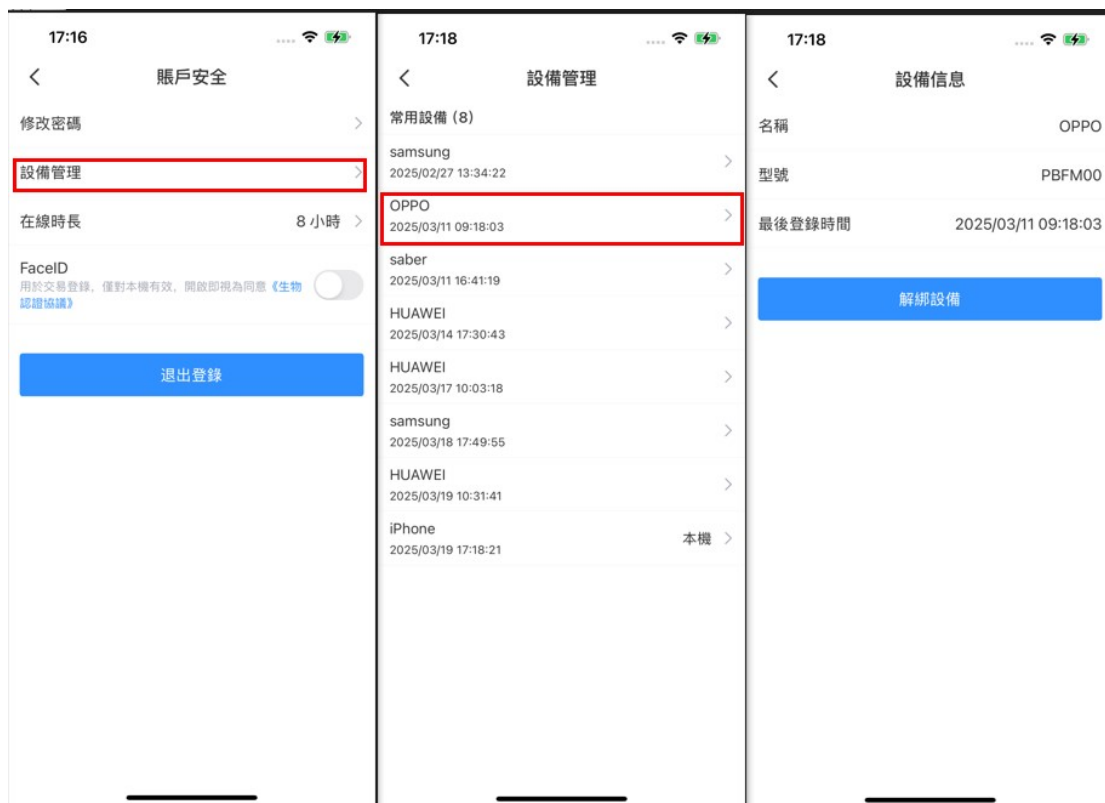 17:16
賬戶安全
修改密碼
設備管理
在線時長
8 小時
FaceID
用於交易登錄，僅對本機有效，開啟即視為同意《生物
認證協議》
退出登錄
17:18
設備管理
常用設備 (8)
samsung
2025/02/27 13:34:22
OPPO
2025/03/11 09:18:03
saber
2025/03/11 16:41:19
HUAWEI
2025/03/14 17:30:43
HUAWEI
2025/03/17 10:03:18
samsung
2025/03/18 17:49:55
HUAWEI
2025/03/19 10:31:41
iPhone
2025/03/19 17:18:21
本機
17:18
設備信息
名稱
OPPO
型號
PBFM00
最後登錄時間
2025/03/11 09:18:03
解綁設備